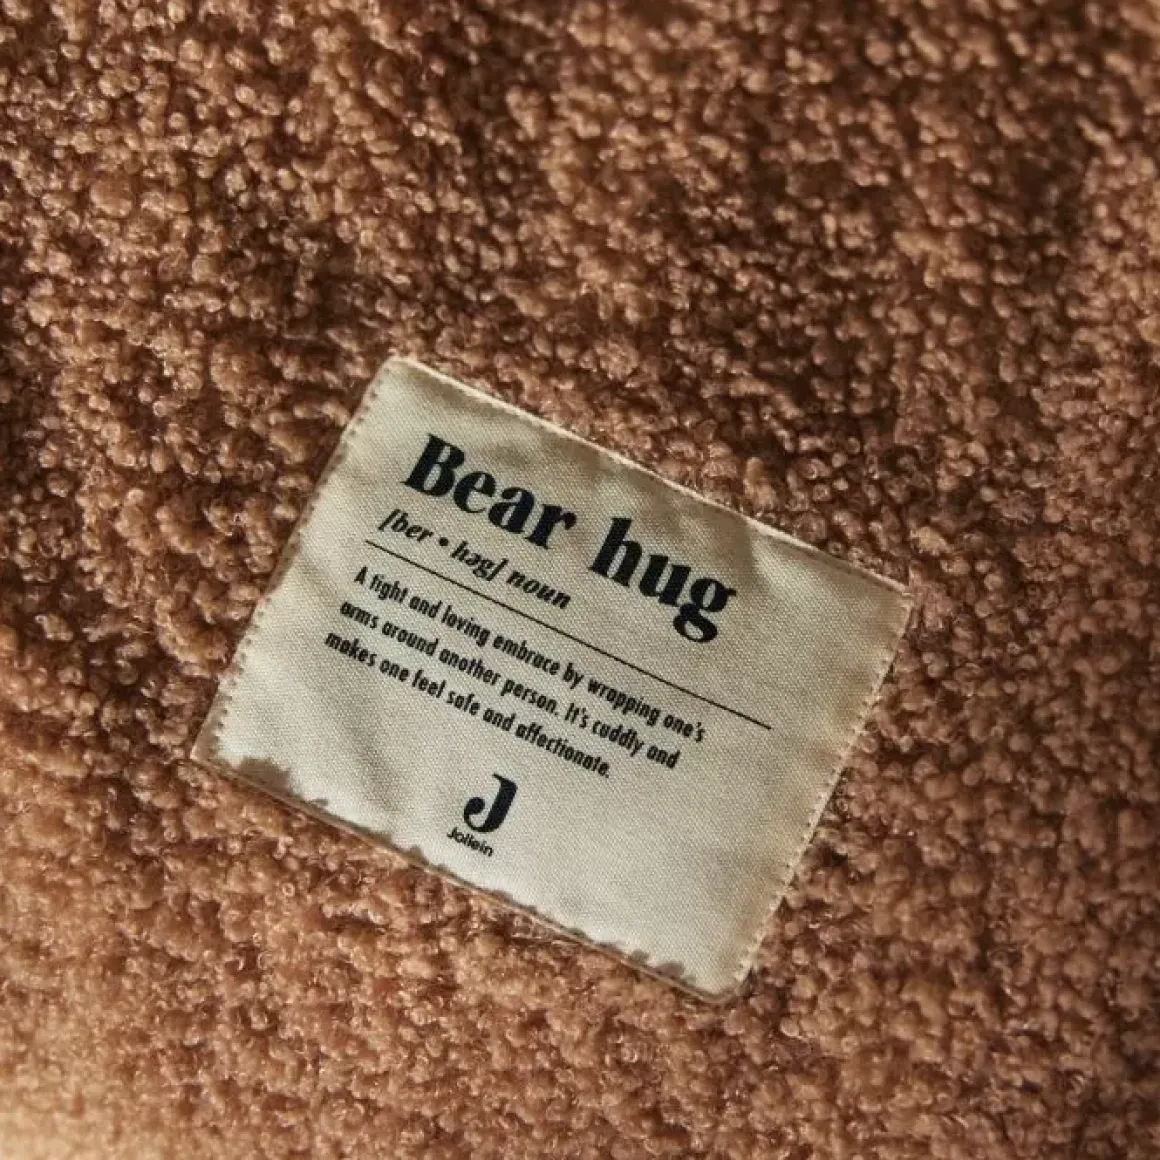 Bear hug
[ber • həg] noun
A tight and loving embrace by wrapping one's
arms around another person. It's cuddly and
makes one feel safe and affectionate.
J
Jollein